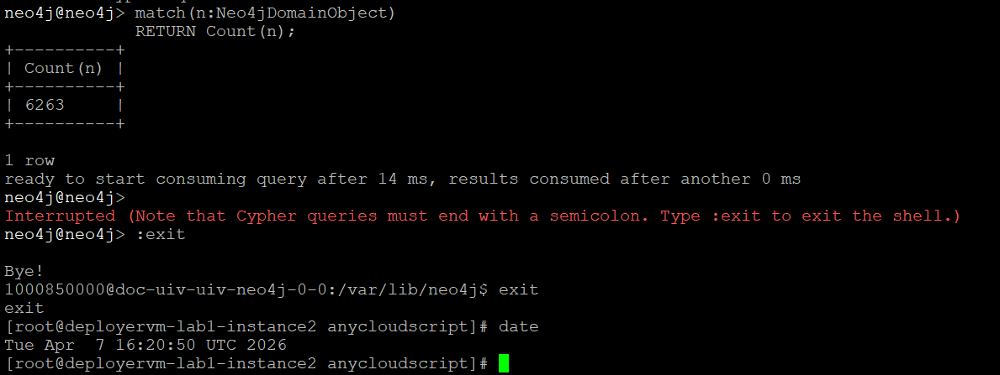 neo4j@neo4j> match(n:Neo4jDomainObject)
             RETURN Count(n);
+----------+
| Count(n) |
+----------+
| 6263     |
+----------+

1 row
ready to start consuming query after 14 ms, results consumed after another 0 ms
neo4j@neo4j>
Interrupted (Note that Cypher queries must end with a semicolon. Type :exit to exit the shell.)
neo4j@neo4j> :exit

Bye!
1000850000@doc-uiv-uiv-neo4j-0-0:/var/lib/neo4j$ exit
exit
[root@deployervm-lab1-instance2 anycloudscript]# date
Tue Apr  7 16:20:50 UTC 2026
[root@deployervm-lab1-instance2 anycloudscript]#